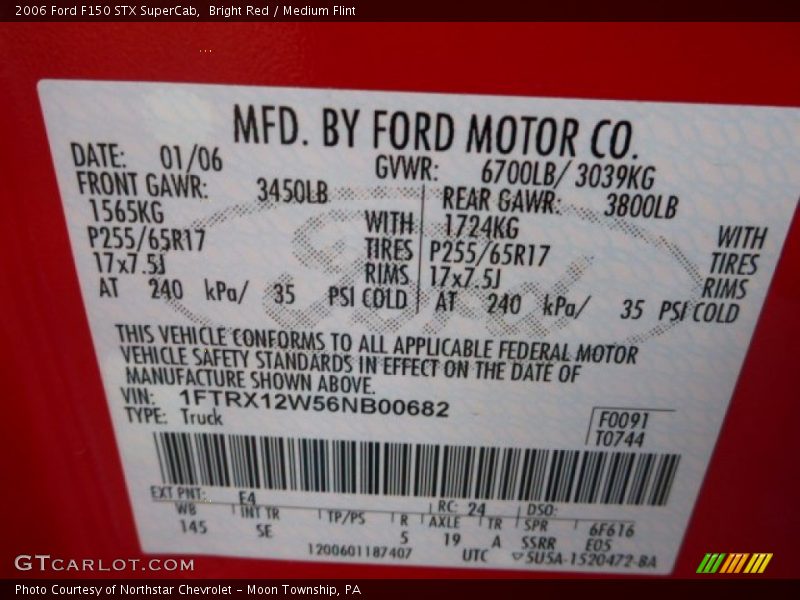 2006 Ford F150 STX SuperCab,  Bright Red / Medium Flint
MFD. BY FORD MOTOR CO.
DATE: 01/06 GVWR: 6700LB/ 3039KG
FRONT GAWR: 3450LB REAR GAWR: 3800LB
1565KG WITH 1724KG WITH
P255/65R17 TIRES P255/65R17 TIRES
17x7.5J RIMS 17x7.5J RIMS
AT 240 kPa/ 35 PSI COLD AT 240 kPa/ 35 PSI COLD
THIS VEHICLE CONFORMS TO ALL APPLICABLE FEDERAL MOTOR
VEHICLE SAFETY STANDARDS IN EFFECT ON THE DATE OF
MANUFACTURE SHOWN ABOVE.
VIN: 1FTRX12W56NB00682
TYPE: Truck
F0091
T0744
EXT PNT: E4 RC: 24 DSO:
WB INT TR TP/PS R AXLE TR SPR 6F616
145 SE 5 19 A SSRR E05
1200601187407 UTC ▽5U5A-1520472-BA
Ford
GTCARLOT.COM
Photo Courtesy of Northstar Chevrolet - Moon Township, PA